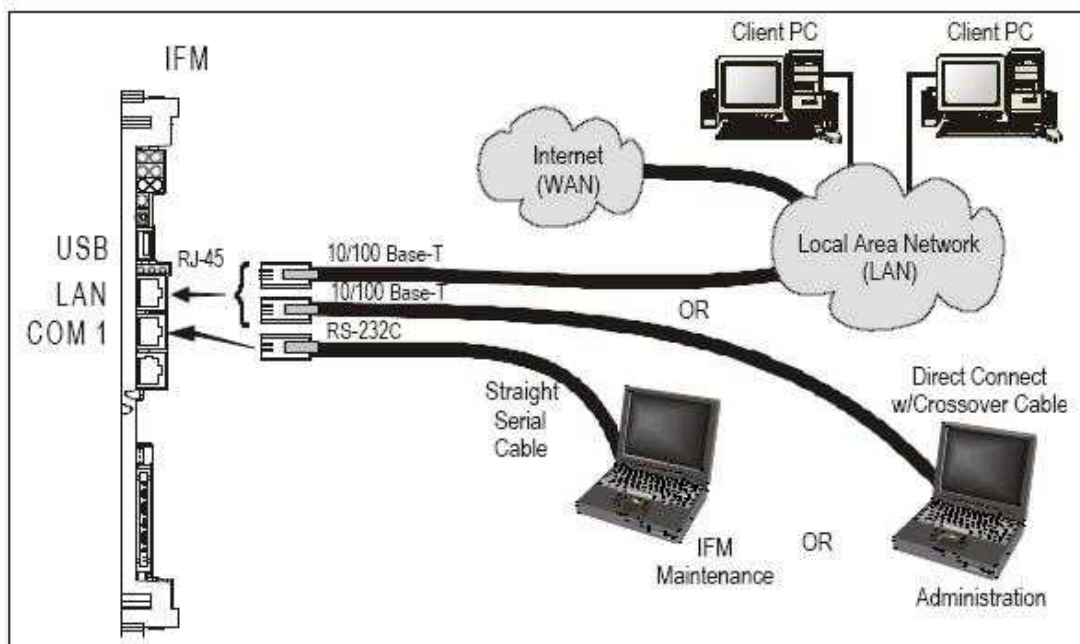 IFM
Client PC
Client PC
Internet
(WAN)
Local Area Network
(LAN)
USB
RJ-45
10/100 Base-T
LAN
10/100 Base-T
OR
COM 1
RS-232C
Straight
Serial
Cable
Direct Connect
w/Crossover Cable
IFM
Maintenance
OR
Administration